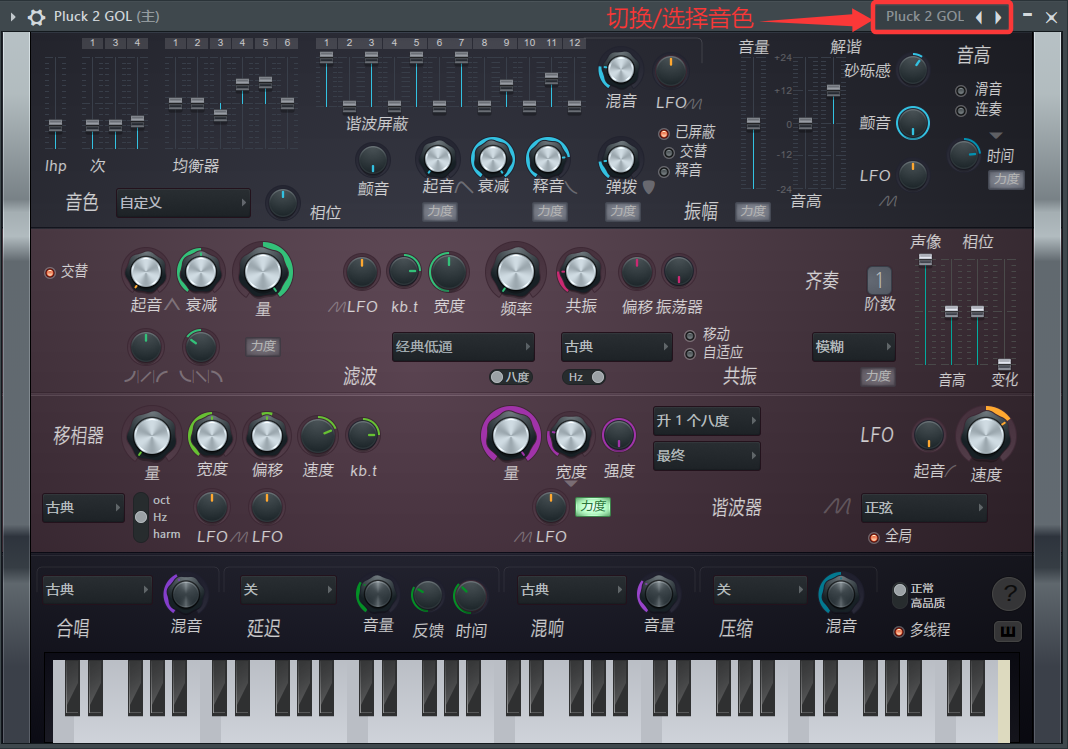 Pluck 2 GOL (主)
切换/选择音色
Pluck 2 GOL
1 3 4
1 2 3 4 5 6
1 2 3 4 5 6 7 8 9 10 11 12
lhp
次
均衡器
谐波屏蔽
混音
LFO
颤音
起音
衰减
释音
弹拨
力度
力度
力度
已屏蔽
交替
释音
音色
自定义
相位
振幅
力度
音量
解谐
+24
+12
0
-12
-24
音高
砂砾感
颤音
LFO
音高
滑音
连奏
时间
力度
交替
起音
衰减
量
力度
LFO
kb.t
宽度
频率
共振
偏移
振荡器
滤波
经典低通
八度
古典
Hz
移动
自适应
共振
齐奏
1
阶数
模糊
力度
声像
相位
音高
变化
移相器
量
宽度
偏移
速度
kb.t
古典
oct
Hz
harm
LFO
LFO
量
宽度
强度
LFO
力度
升 1 个八度
最终
谐波器
LFO
起音
速度
正弦
全局
古典
合唱
混音
关
延迟
音量
反馈
时间
古典
混响
音量
关
压缩
混音
正常
高品质
多线程
?